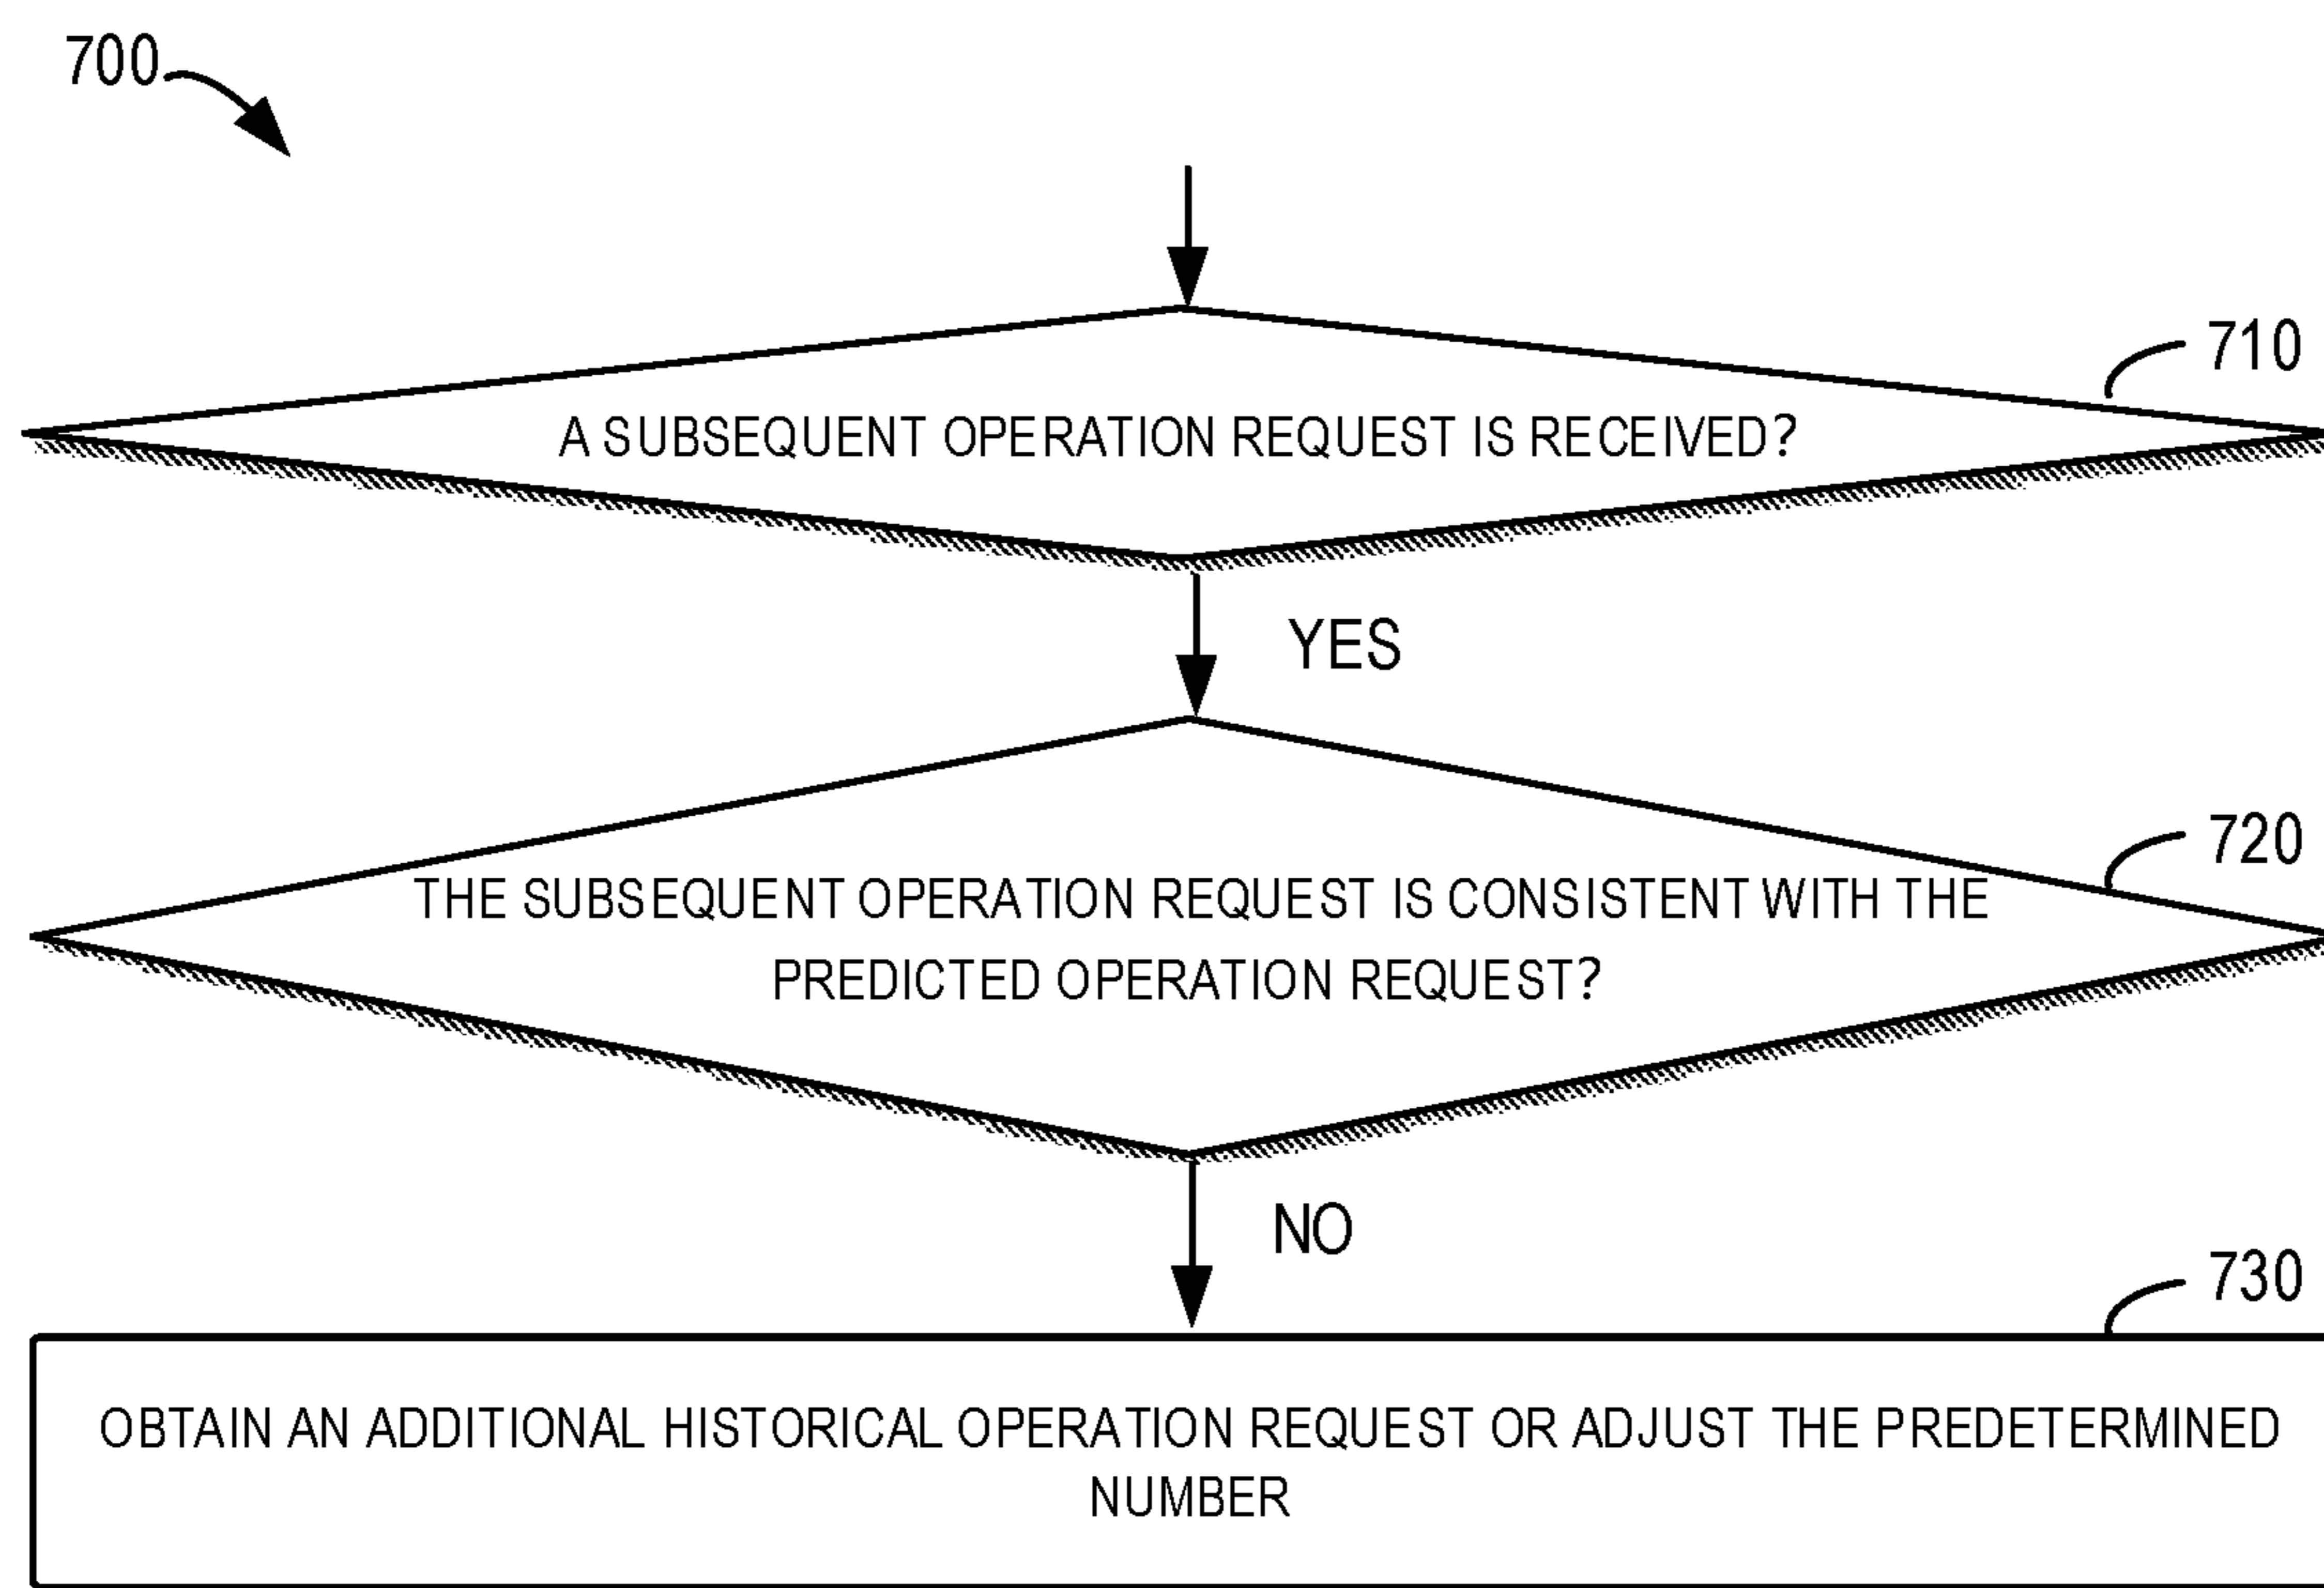 700
710
A SUBSEQUENT OPERATION REQUEST IS RECEIVED?
YES
720
THE SUBSEQUENT OPERATION REQUEST IS CONSISTENT WITH THE
PREDICTED OPERATION REQUEST?
NO
730
OBTAIN AN ADDITIONAL HISTORICAL OPERATION REQUEST OR ADJUST THE PREDETERMINED
NUMBER